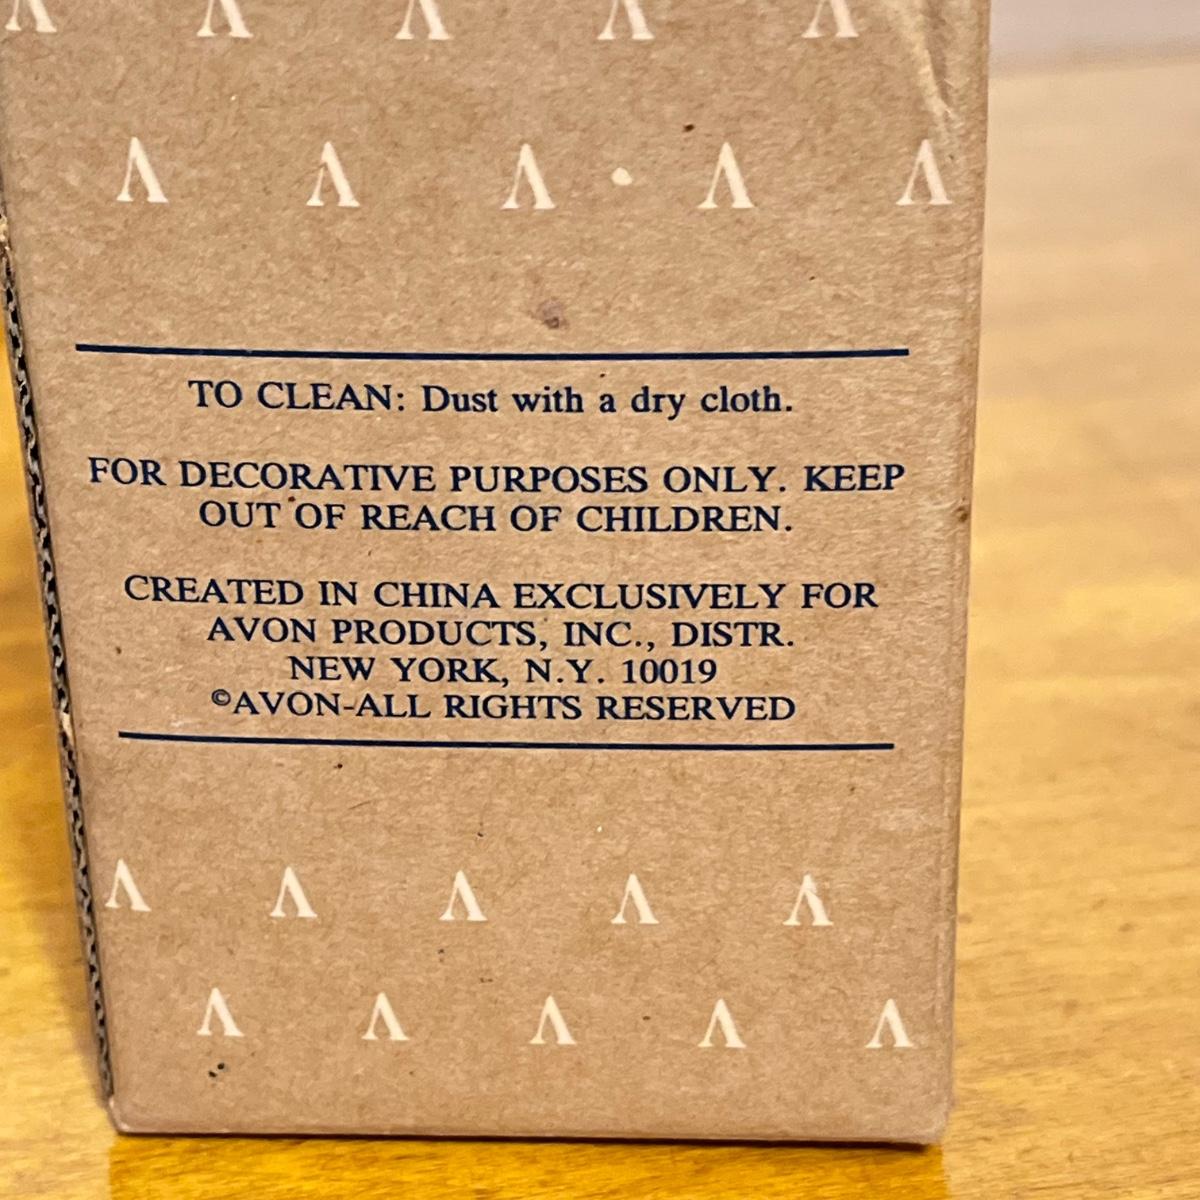 Λ Λ Λ Λ Λ
Λ Λ Λ Λ Λ
TO CLEAN: Dust with a dry cloth.
FOR DECORATIVE PURPOSES ONLY. KEEP
OUT OF REACH OF CHILDREN.
CREATED IN CHINA EXCLUSIVELY FOR
AVON PRODUCTS, INC., DISTR.
NEW YORK, N.Y. 10019
©AVON-ALL RIGHTS RESERVED
Λ Λ Λ Λ Λ
Λ Λ Λ Λ Λ